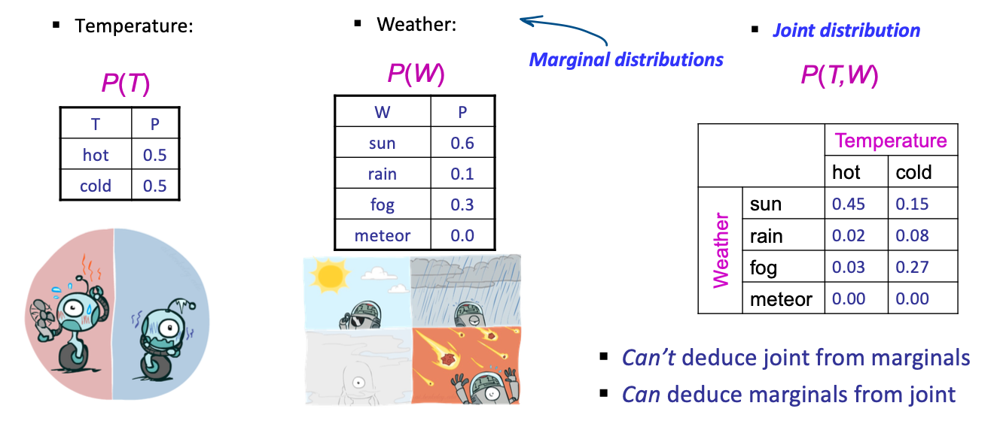 ▪ Temperature:
P(T)
T P
hot 0.5
cold 0.5
▪ Weather:
P(W)
W P
sun 0.6
rain 0.1
fog 0.3
meteor 0.0
Marginal distributions
▪ Joint distribution
P(T,W)
Temperature
hot cold
Weather
sun 0.45 0.15
rain 0.02 0.08
fog 0.03 0.27
meteor 0.00 0.00
▪ Can’t deduce joint from marginals
▪ Can deduce marginals from joint